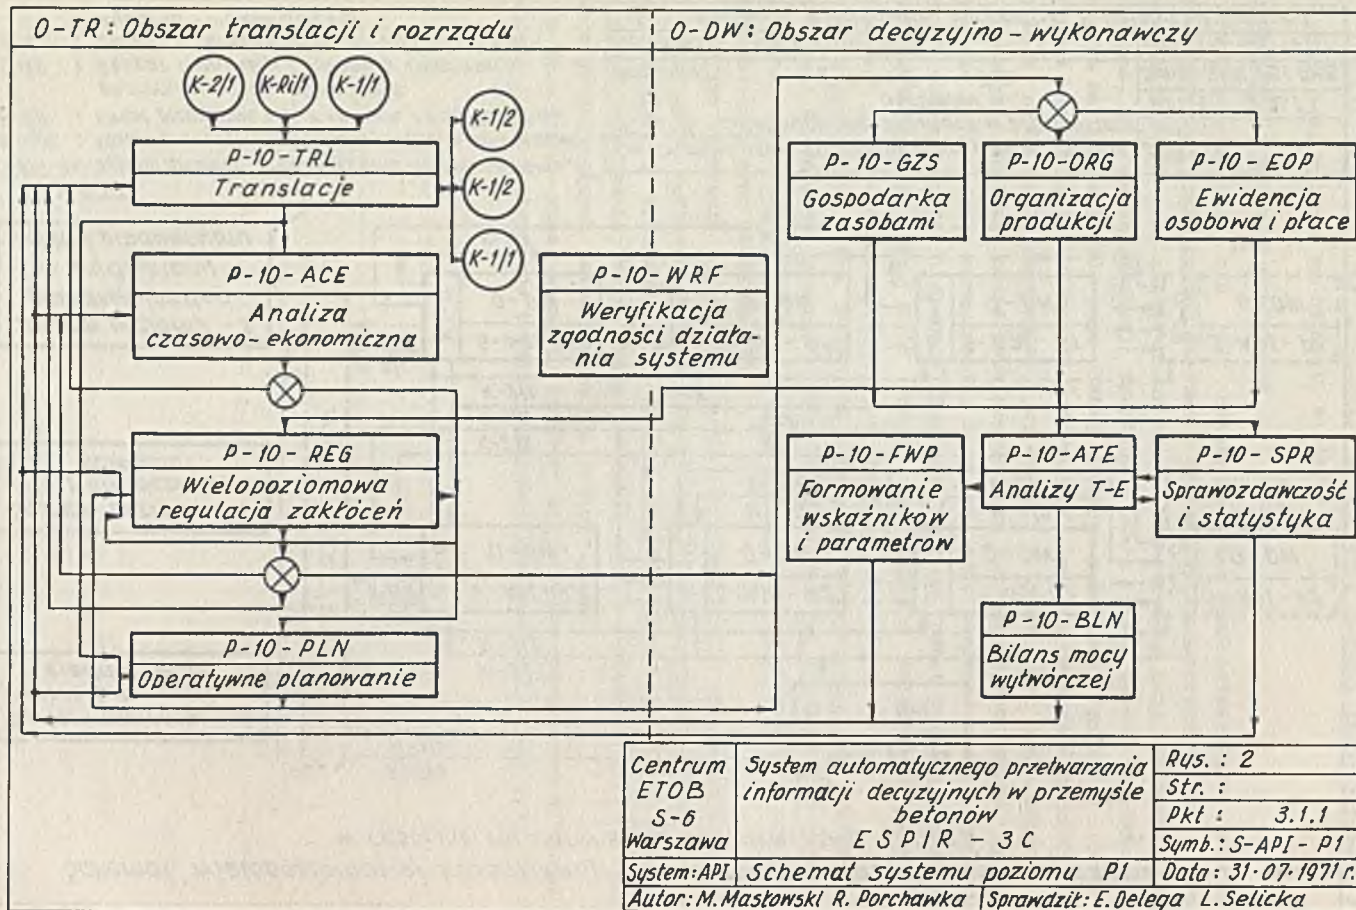 O-TR: Obszar translacji i rozrządu
O-DW: Obszar decyzyjno-wykonawczy
K-2/1
K-Ri/1
K-1/1
K-1/2
K-1/2
K-1/1
P-10-TRL
Translacje
P-10-ACE
Analiza
czasowo-ekonomiczna
P-10-WRF
Weryfikacja
zgodności działa-
nia systemu
P-10-REG
Wielopoziomowa
regulacja zakłóceń
P-10-PLN
Operatywne planowanie
P-10-GZS
Gospodarka
zasobami
P-10-ORG
Organizacja
produkcji
P-10-EOP
Ewidencja
osobowa i płace
P-10-FWP
Formowanie
wskaźników
i parametrów
P-10-ATE
Analizy T-E
P-10-SPR
Sprawozdawczość
i statystyka
P-10-BLN
Bilans mocy
wytwórczej
Centrum
ETOB
S-6
Warszawa
System automatycznego przetwarzania
informacji decyzyjnych w przemyśle
betonów
ESPIR-3C
Rys.: 2
Str.:
Pkt: 3.1.1
Symb.: S-API-P1
System: API
Schemat systemu poziomu P1
Data: 31·07·1971 r.
Autor: M. Masłowski R. Porchawka
Sprawdził: E. Delega L. Selicka